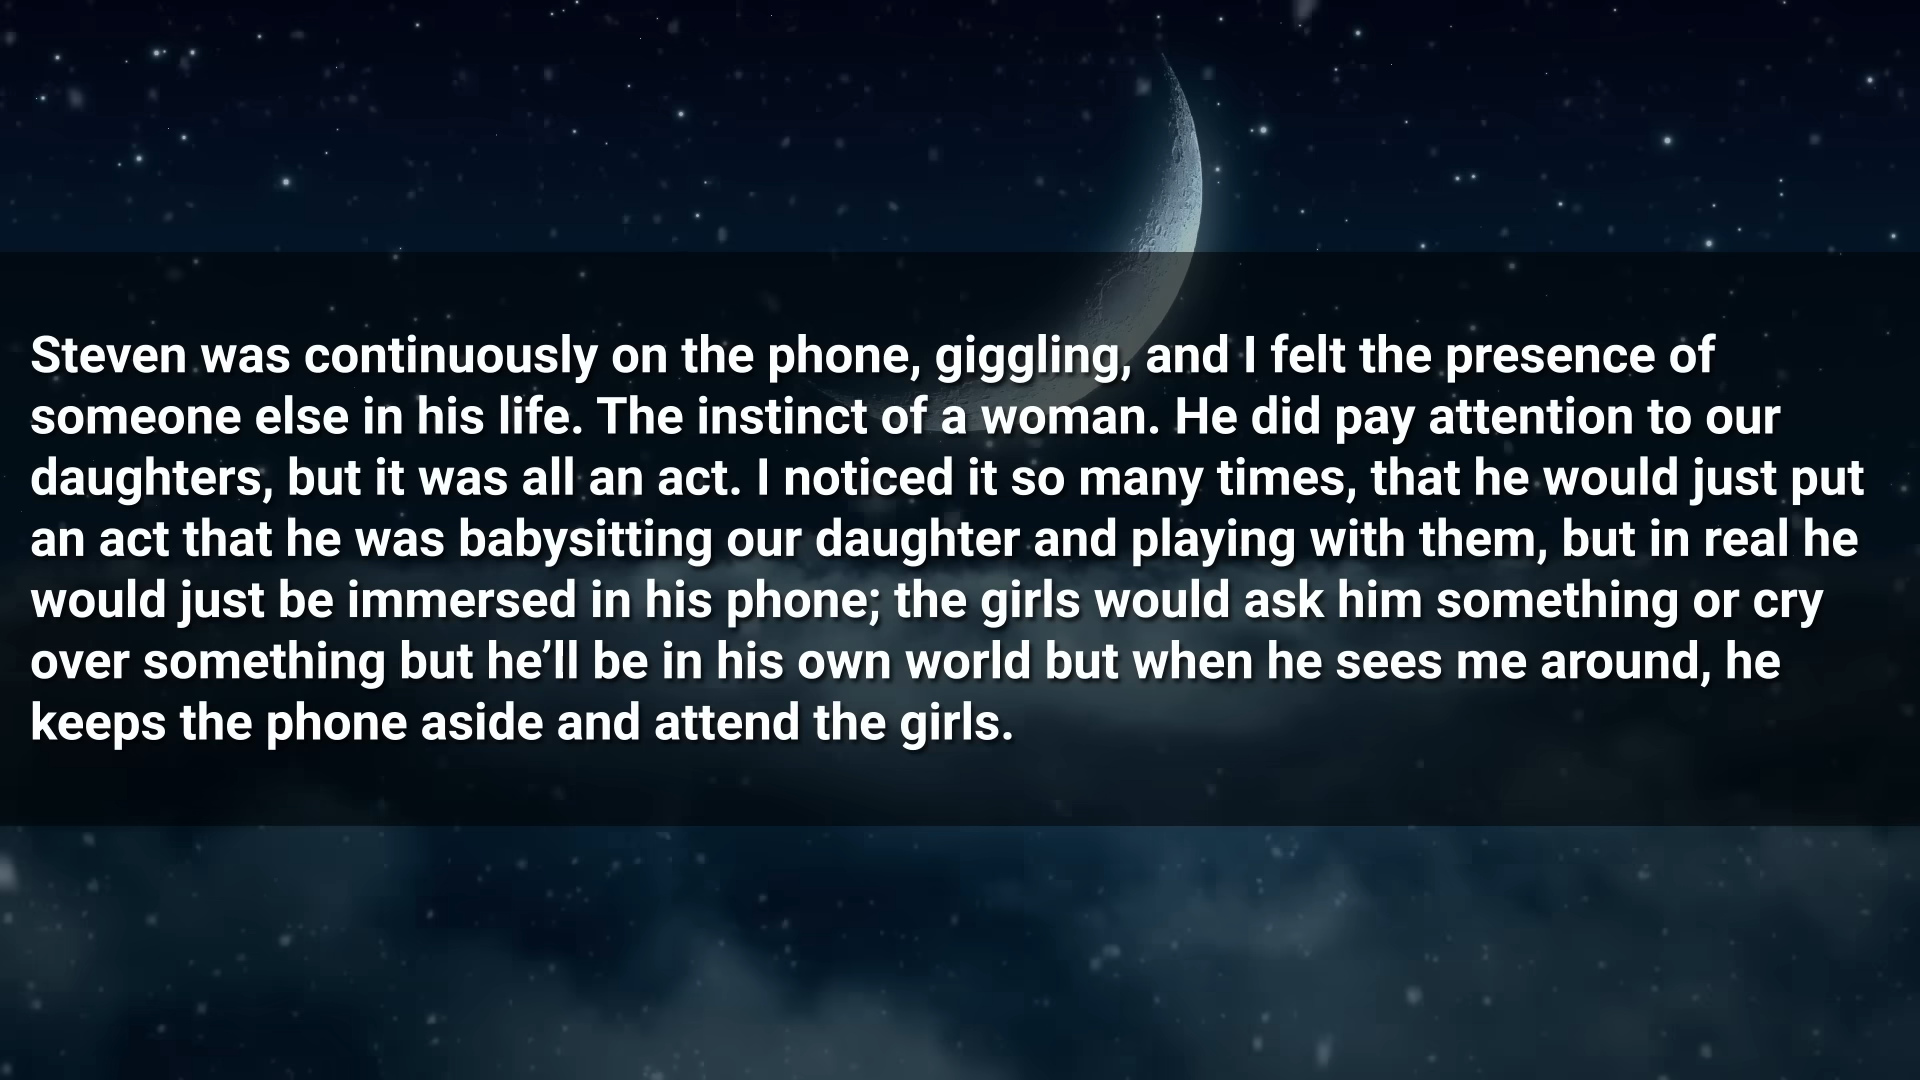 Steven was continuously on the phone, giggling, and I felt the presence of
someone else in his life. The instinct of a woman. He did pay attention to our
daughters, but it was all an act. I noticed it so many times, that he would just put
an act that he was babysitting our daughter and playing with them, but in real he
would just be immersed in his phone; the girls would ask him something or cry
over something but he’ll be in his own world but when he sees me around, he
keeps the phone aside and attend the girls.